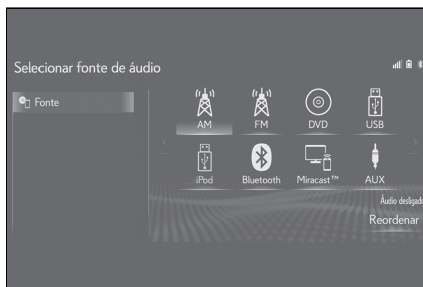 Selecionar fonte de áudio
Fonte
AM
FM
DVD
USB
iPod
Bluetooth
Miracast™
AUX
Áudio desligado
Reordenar